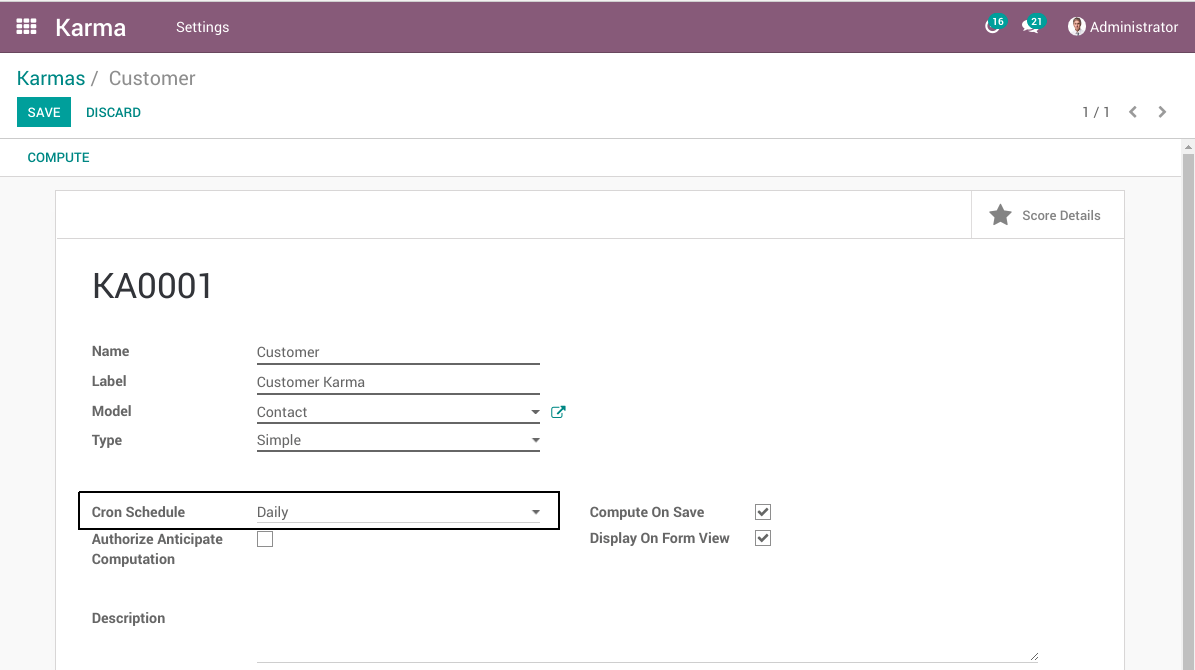 Karma Settings 16 21 Administrator
Karmas / Customer
SAVE DISCARD 1 / 1
COMPUTE
Score Details
KA0001
Name Customer
Label Customer Karma
Model Contact
Type Simple
Cron Schedule Daily Compute On Save
Authorize Anticipate Display On Form View
Computation
Description